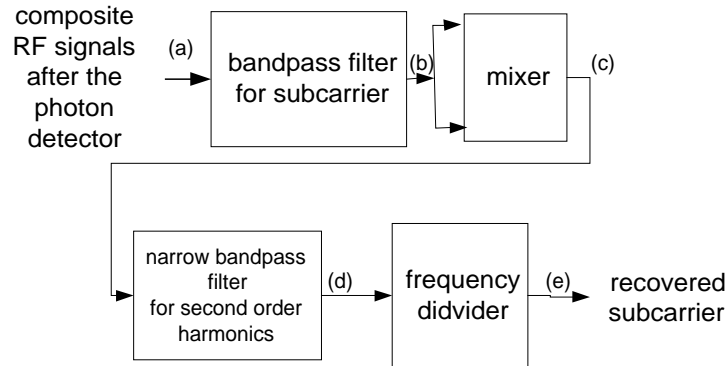 composite
RF signals
after the
photon
detector
(a)
bandpass filter
for subcarrier
(b)
mixer
(c)
narrow bandpass
filter
for second order
harmonics
(d)
frequency
didvider
(e)
recovered
subcarrier